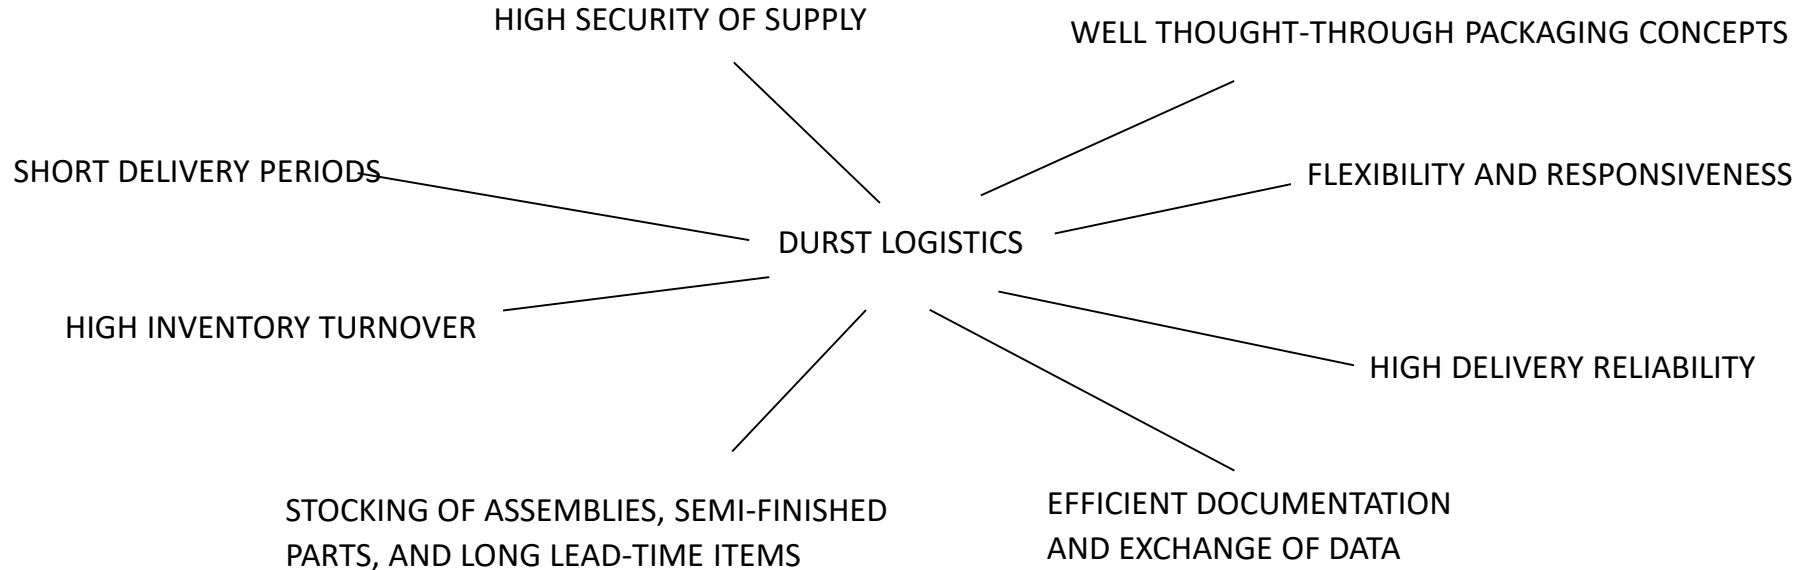 HIGH SECURITY OF SUPPLY
WELL THOUGHT-THROUGH PACKAGING CONCEPTS
SHORT DELIVERY PERIODS
FLEXIBILITY AND RESPONSIVENESS
DURST LOGISTICS
HIGH INVENTORY TURNOVER
HIGH DELIVERY RELIABILITY
STOCKING OF ASSEMBLIES, SEMI-FINISHED
PARTS, AND LONG LEAD-TIME ITEMS
EFFICIENT DOCUMENTATION
AND EXCHANGE OF DATA